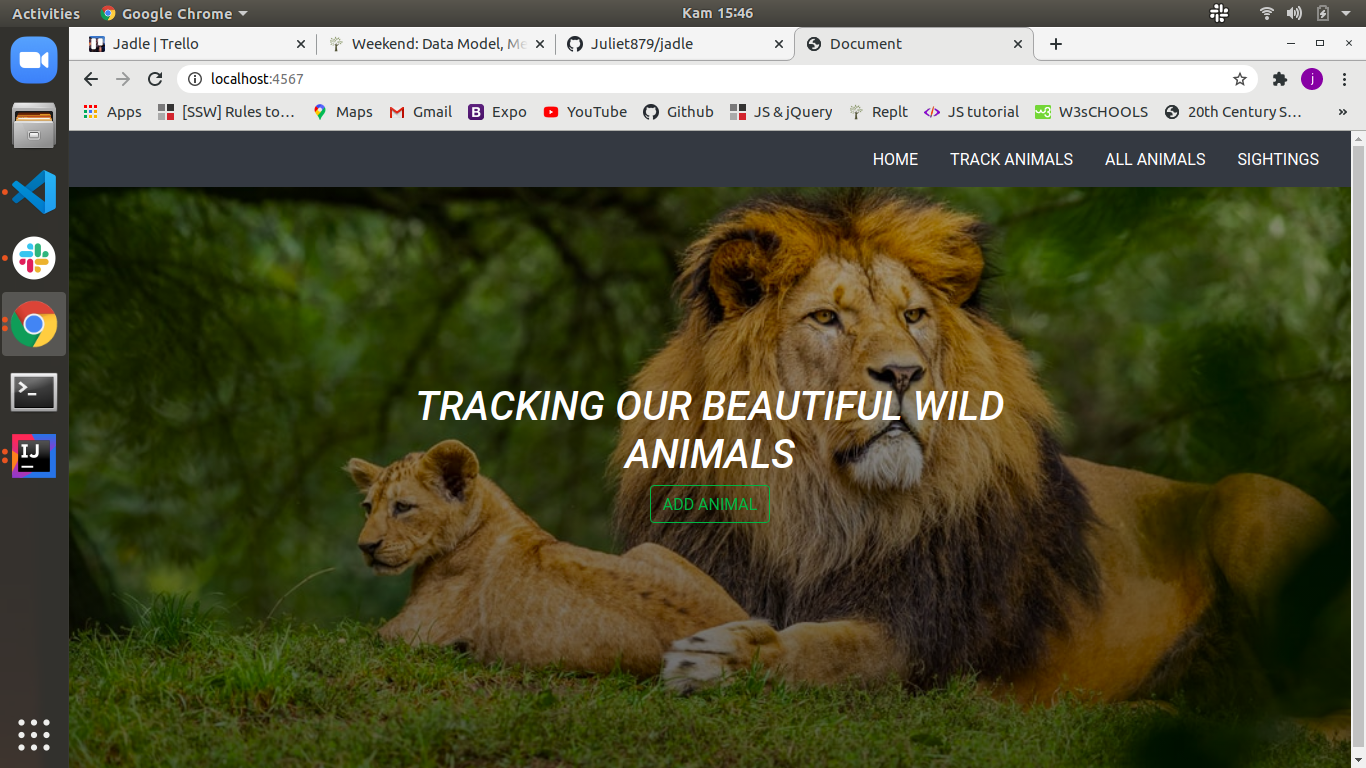 Activities
Google Chrome
Kam 15:46
Jadle | Trello
Weekend: Data Model, Me
Juliet879/jadle
Document
localhost:4567
j
Apps
[SSW] Rules to…
Maps
Gmail
B
Expo
YouTube
Github
JS & jQuery
Replt
JS tutorial
W3sCHOOLS
20th Century S…
»
HOME
TRACK ANIMALS
ALL ANIMALS
SIGHTINGS
TRACKING OUR BEAUTIFUL WILD
ANIMALS
ADD ANIMAL
IJ